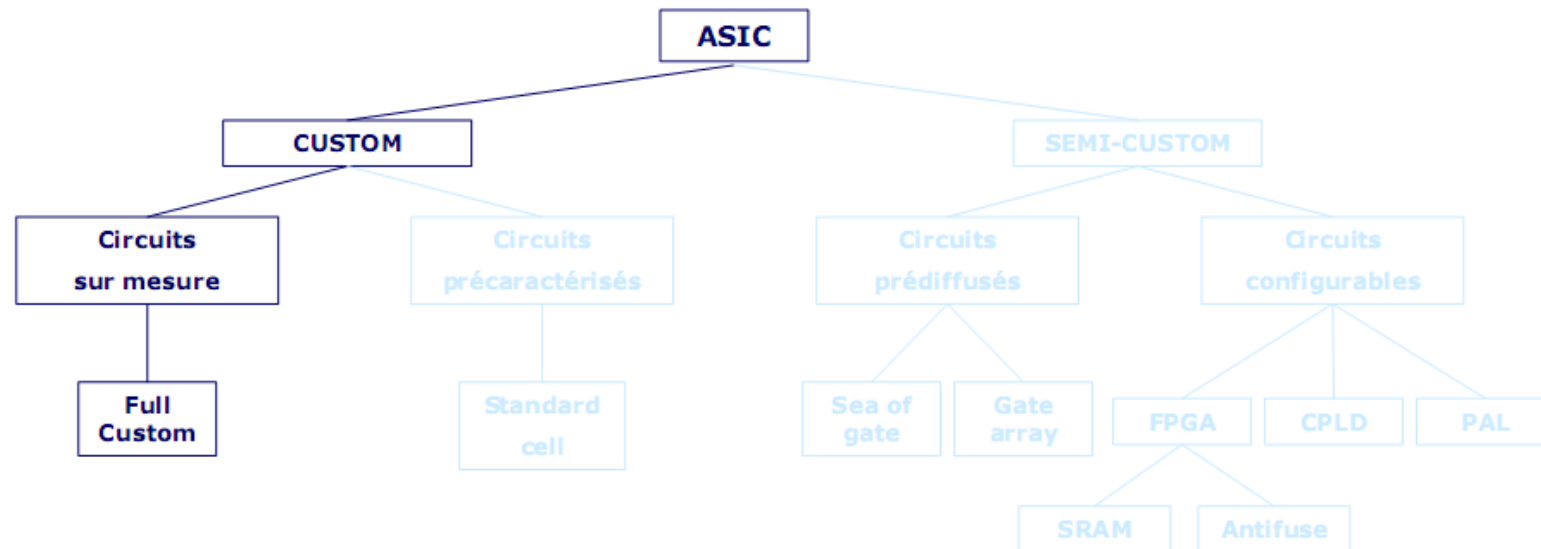 ASIC
CUSTOM
SEMI-CUSTOM
Circuits
sur mesure
Circuits
précaractérisés
Circuits
prédiffusés
Circuits
configurables
Full
Custom
Standard
cell
Sea of
gate
Gate
array
FPGA
CPLD
PAL
SRAM
Antifuse